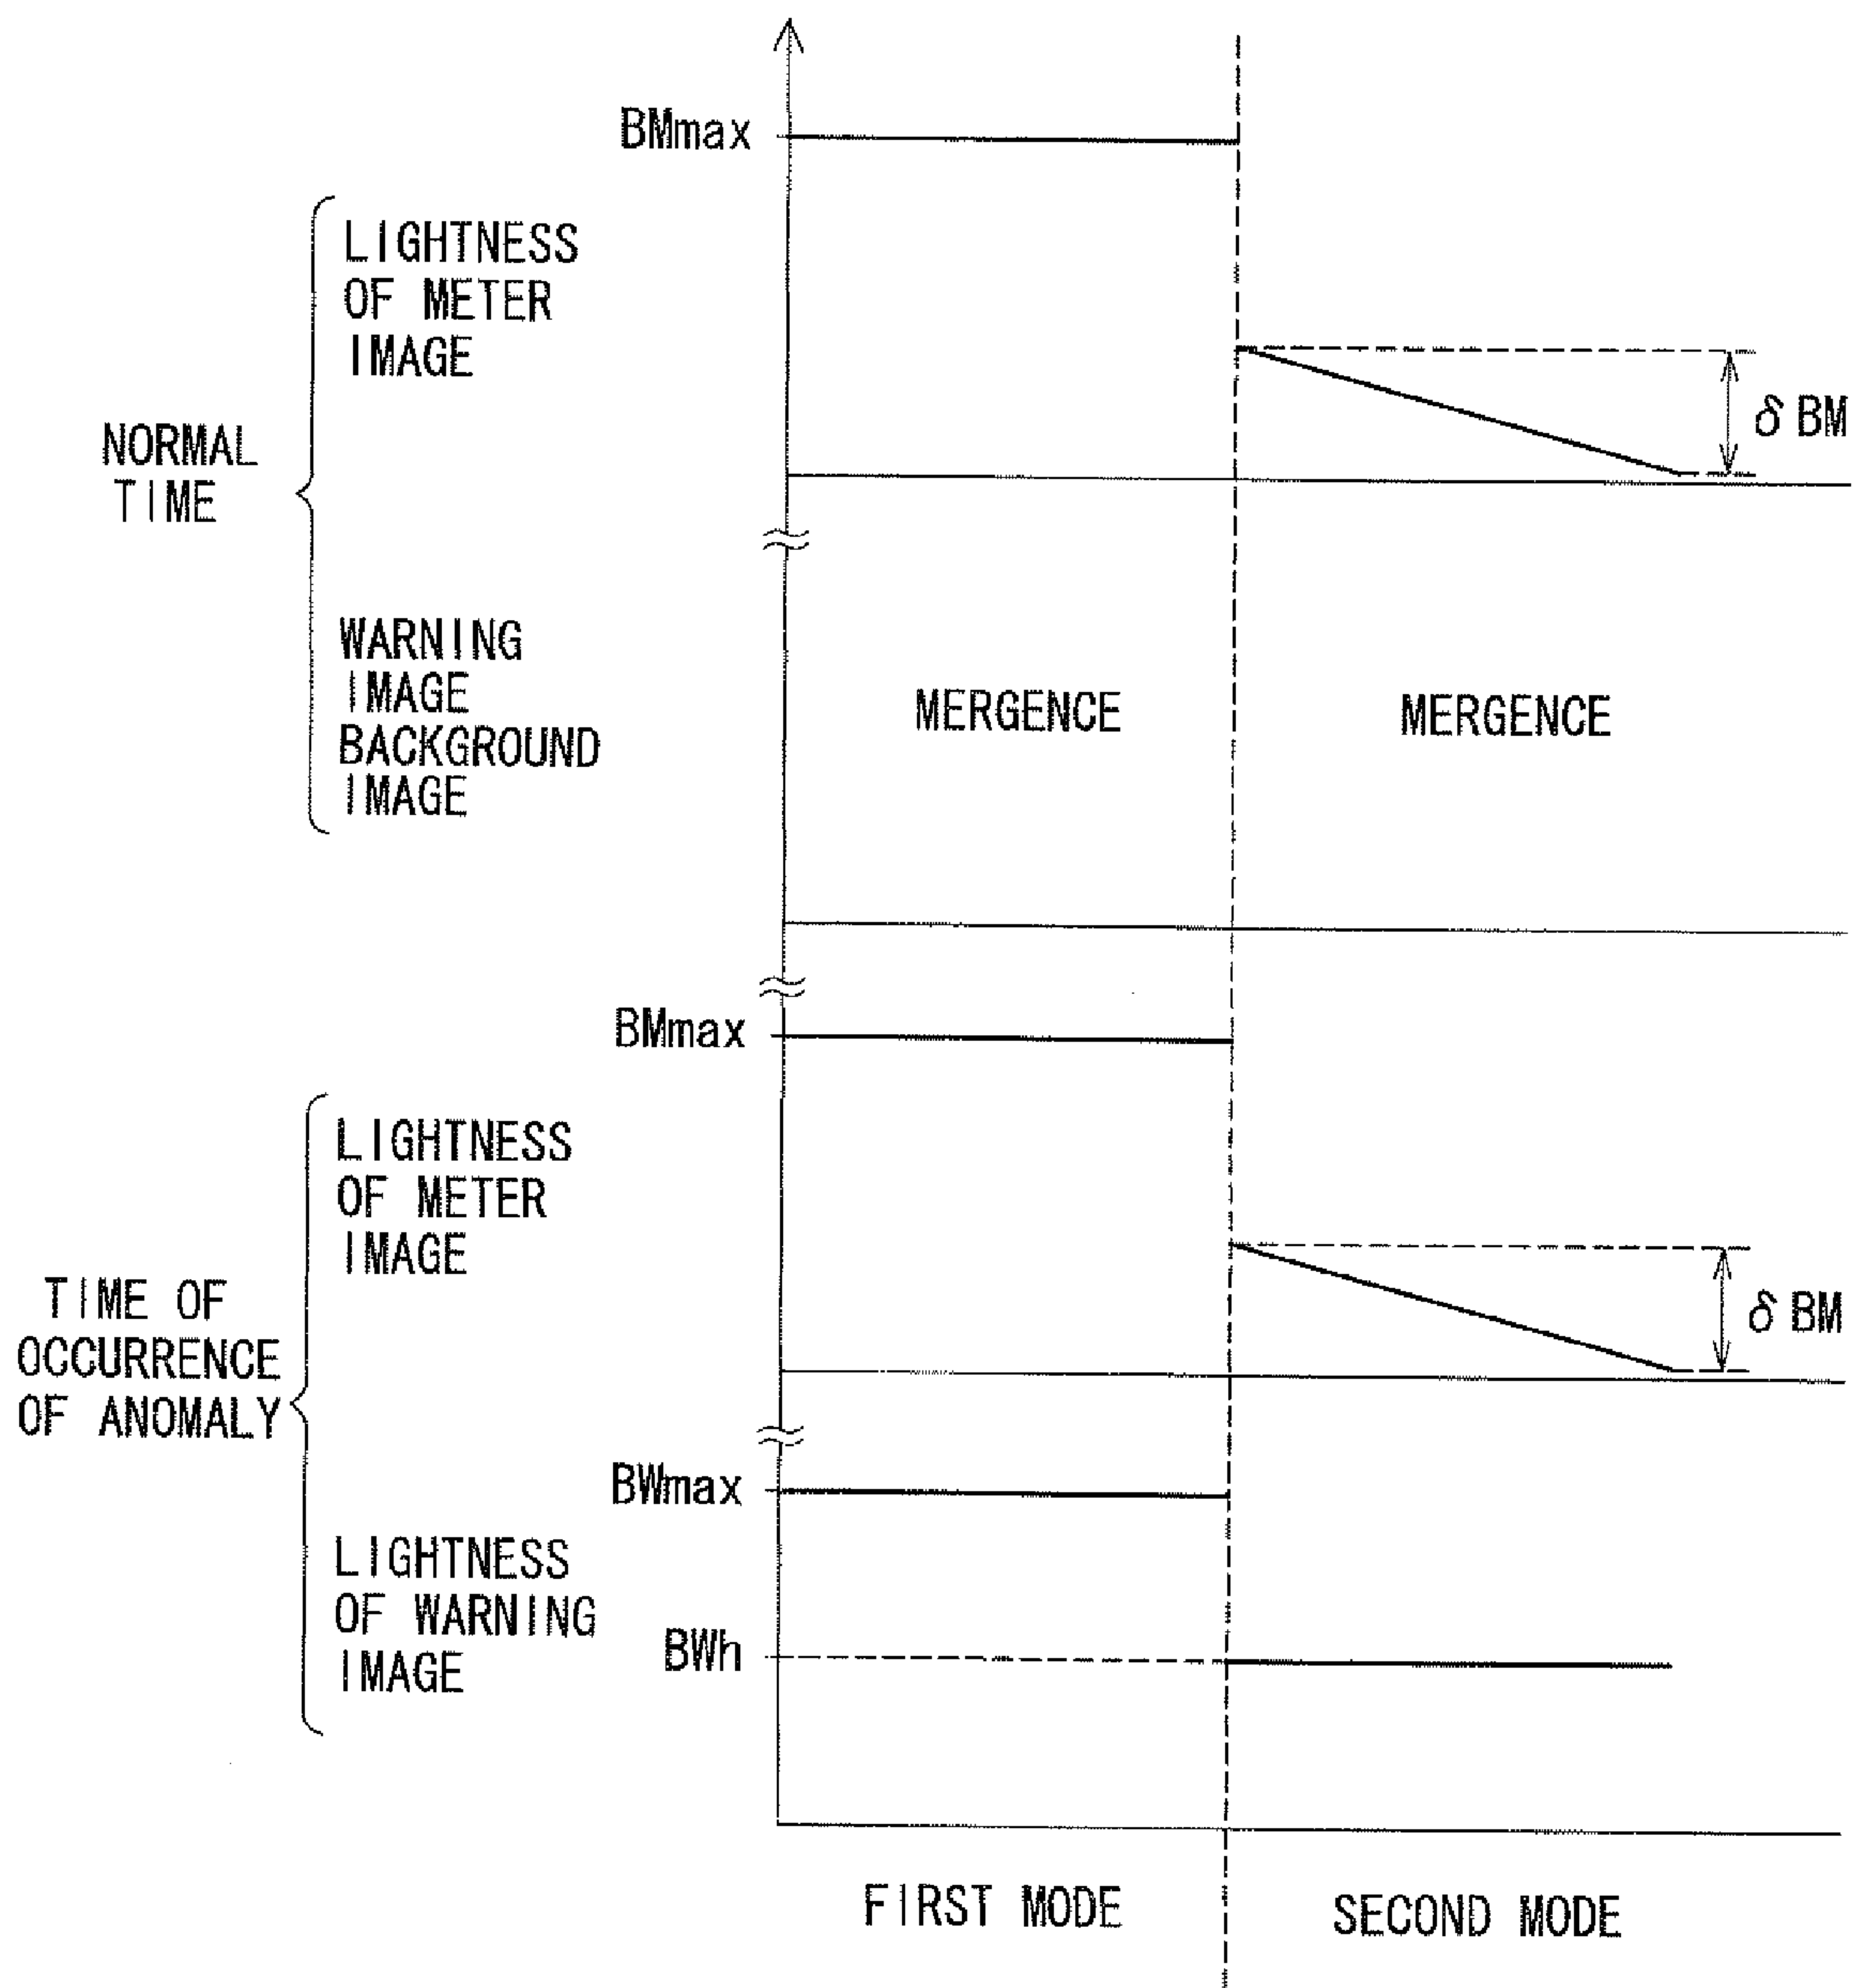 BMmax
LIGHTNESS
OF METER
IMAGE
δ BM
NORMAL
TIME
WARNING
IMAGE
BACKGROUND
IMAGE
MERGENCE
MERGENCE
BMmax
LIGHTNESS
OF METER
IMAGE
δ BM
TIME OF
OCCURRENCE
OF ANOMALY
BWmax
LIGHTNESS
OF WARNING
IMAGE
BWh
FIRST MODE
SECOND MODE